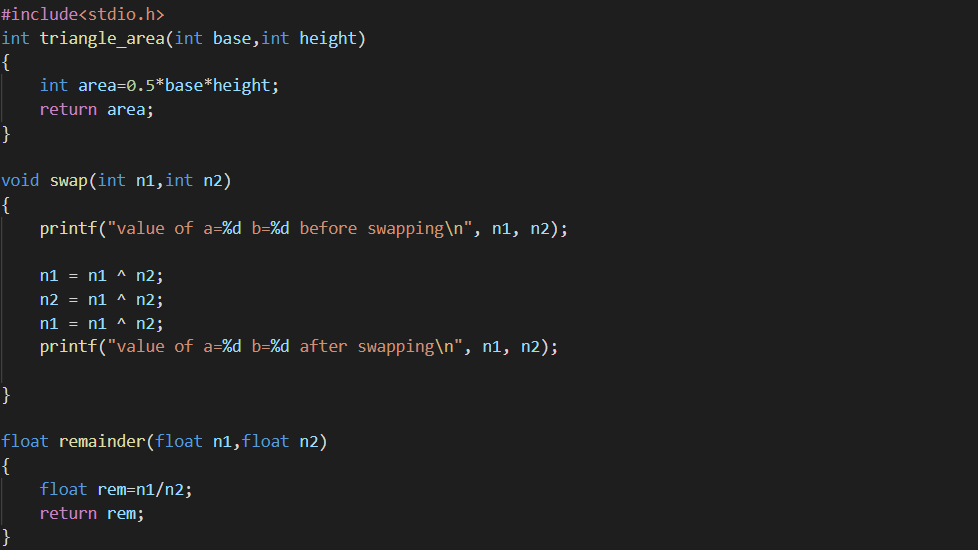 #include<stdio.h>
int triangle_area(int base,int height)
{
    int area=0.5*base*height;
    return area;
}

void swap(int n1,int n2)
{
    printf("value of a=%d b=%d before swapping\n", n1, n2);

    n1 = n1 ^ n2;
    n2 = n1 ^ n2;
    n1 = n1 ^ n2;
    printf("value of a=%d b=%d after swapping\n", n1, n2);

}

float remainder(float n1,float n2)
{
    float rem=n1/n2;
    return rem;
}